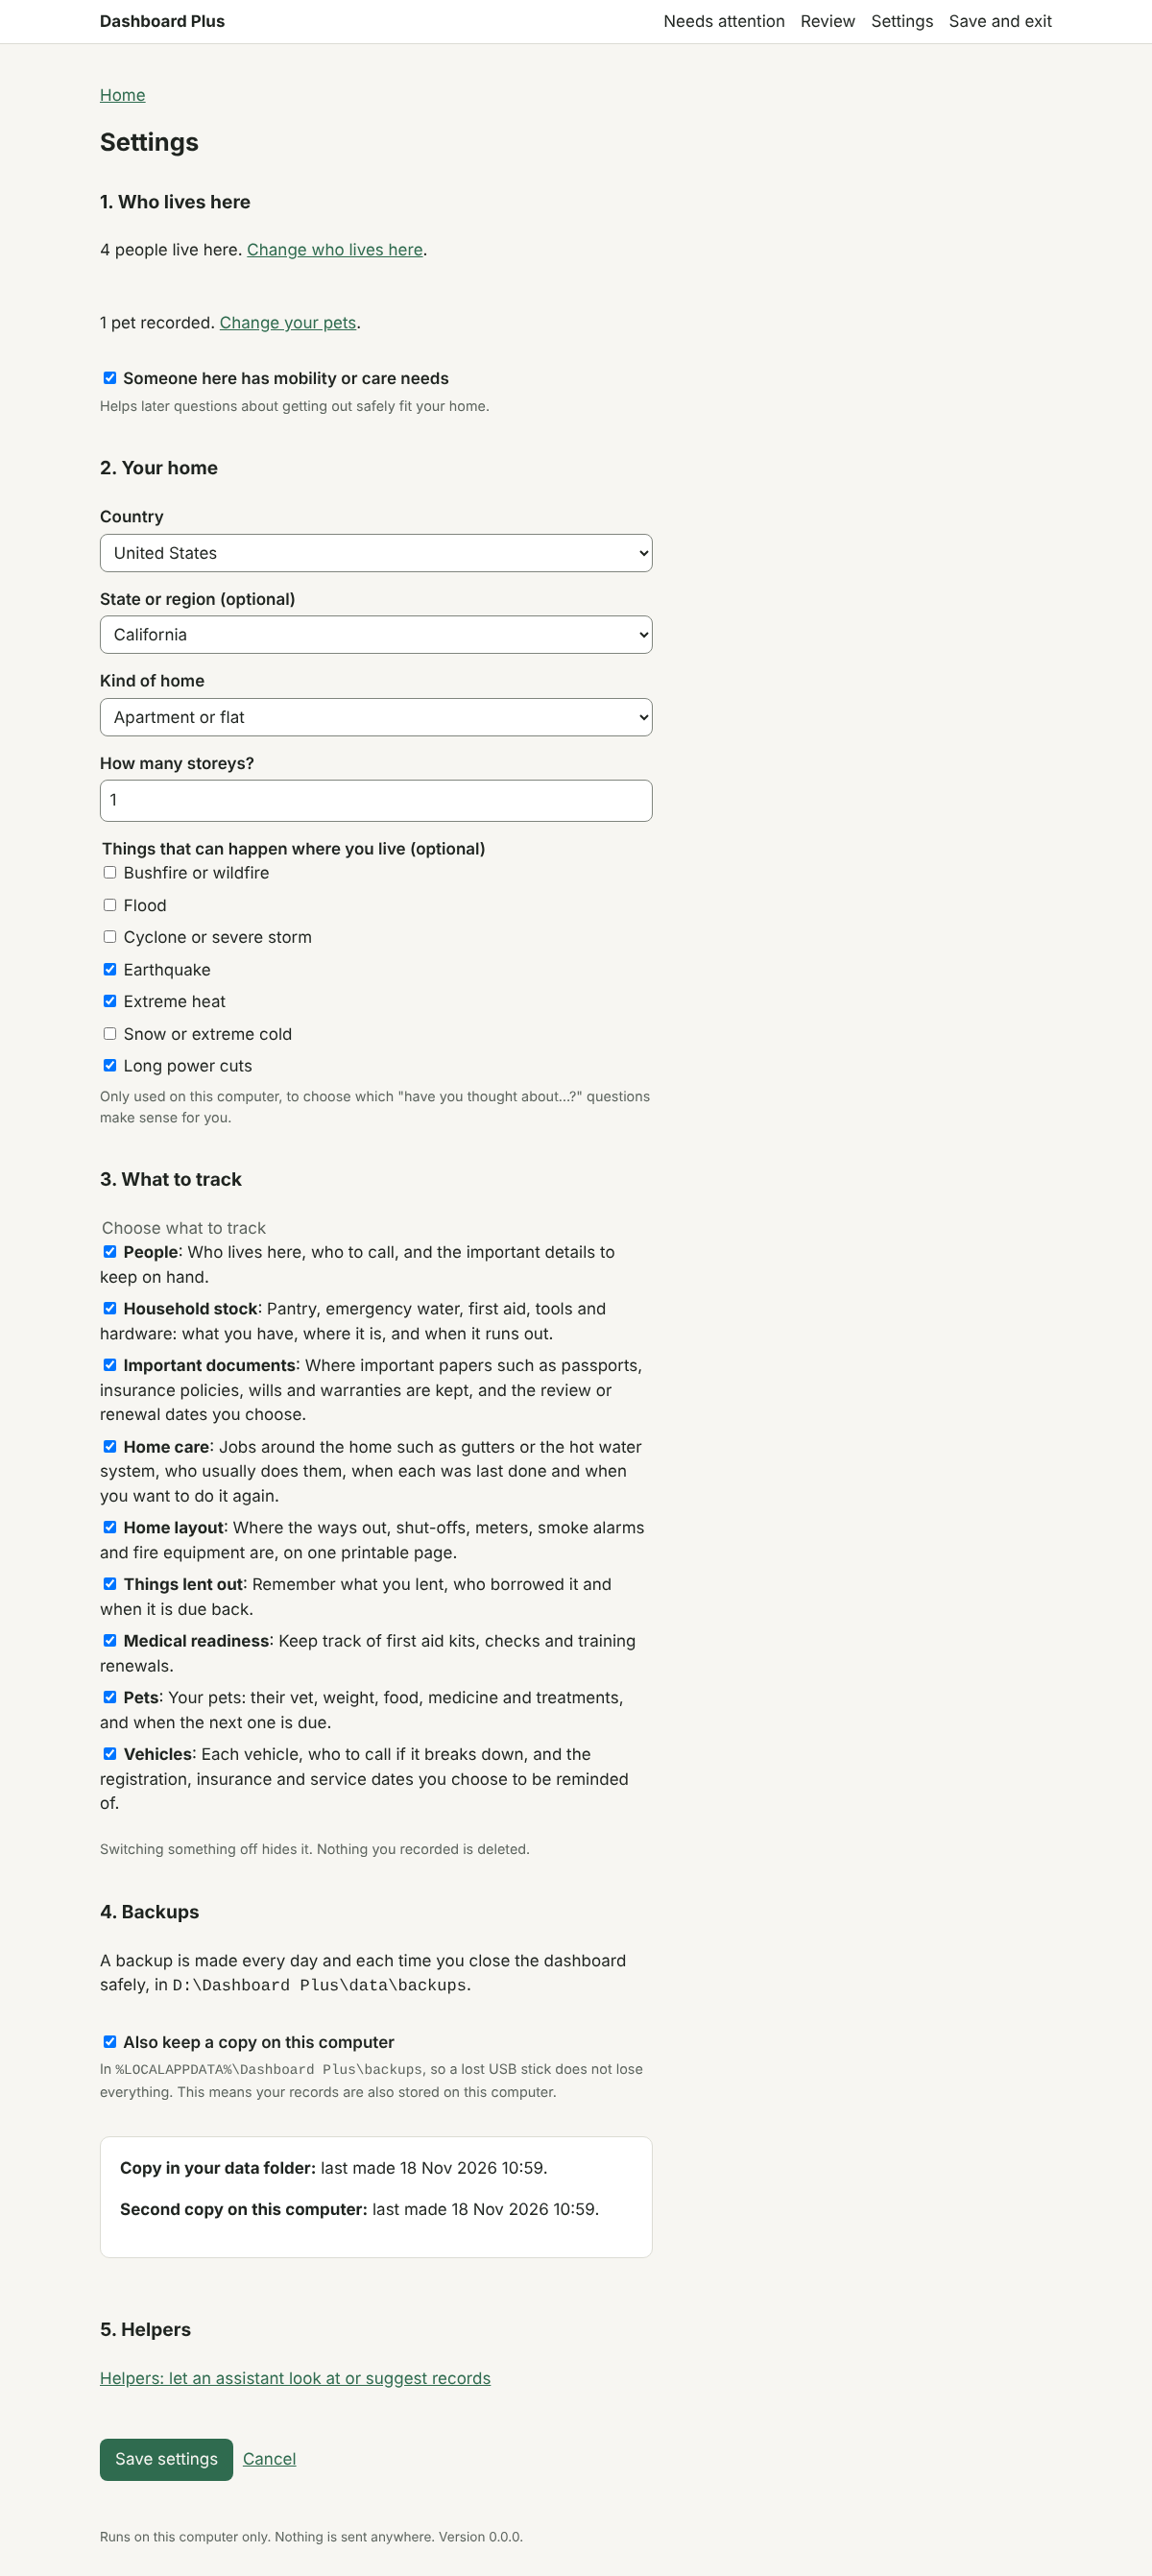 Dashboard Plus
Needs attention Review Settings Save and exit
Home
Settings
1. Who lives here
4 people live here. Change who lives here.
1 pet recorded. Change your pets.
Someone here has mobility or care needs
Helps later questions about getting out safely fit your home.
2. Your home
Country
United States
State or region (optional)
California
Kind of home
Apartment or flat
How many storeys?
1
Things that can happen where you live (optional)
Bushfire or wildfire
Flood
Cyclone or severe storm
Earthquake
Extreme heat
Snow or extreme cold
Long power cuts
Only used on this computer, to choose which "have you thought about...?" questions
make sense for you.
3. What to track
Choose what to track
People: Who lives here, who to call, and the important details to
keep on hand.
Household stock: Pantry, emergency water, first aid, tools and
hardware: what you have, where it is, and when it runs out.
Important documents: Where important papers such as passports,
insurance policies, wills and warranties are kept, and the review or
renewal dates you choose.
Home care: Jobs around the home such as gutters or the hot water
system, who usually does them, when each was last done and when
you want to do it again.
Home layout: Where the ways out, shut-offs, meters, smoke alarms
and fire equipment are, on one printable page.
Things lent out: Remember what you lent, who borrowed it and
when it is due back.
Medical readiness: Keep track of first aid kits, checks and training
renewals.
Pets: Your pets: their vet, weight, food, medicine and treatments,
and when the next one is due.
Vehicles: Each vehicle, who to call if it breaks down, and the
registration, insurance and service dates you choose to be reminded
of.
Switching something off hides it. Nothing you recorded is deleted.
4. Backups
A backup is made every day and each time you close the dashboard
safely, in D:\Dashboard Plus\data\backups.
Also keep a copy on this computer
In %LOCALAPPDATA%\Dashboard Plus\backups, so a lost USB stick does not lose
everything. This means your records are also stored on this computer.
Copy in your data folder: last made 18 Nov 2026 10:59.
Second copy on this computer: last made 18 Nov 2026 10:59.
5. Helpers
Helpers: let an assistant look at or suggest records
Save settings Cancel
Runs on this computer only. Nothing is sent anywhere. Version 0.0.0.